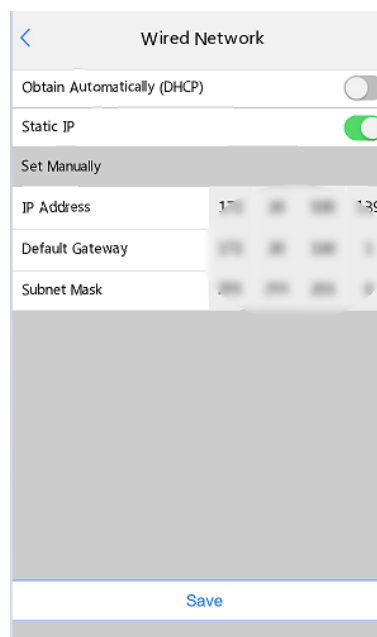 Wired Network
Obtain Automatically (DHCP)
Static IP
Set Manually
IP Address
Default Gateway
Subnet Mask
Save